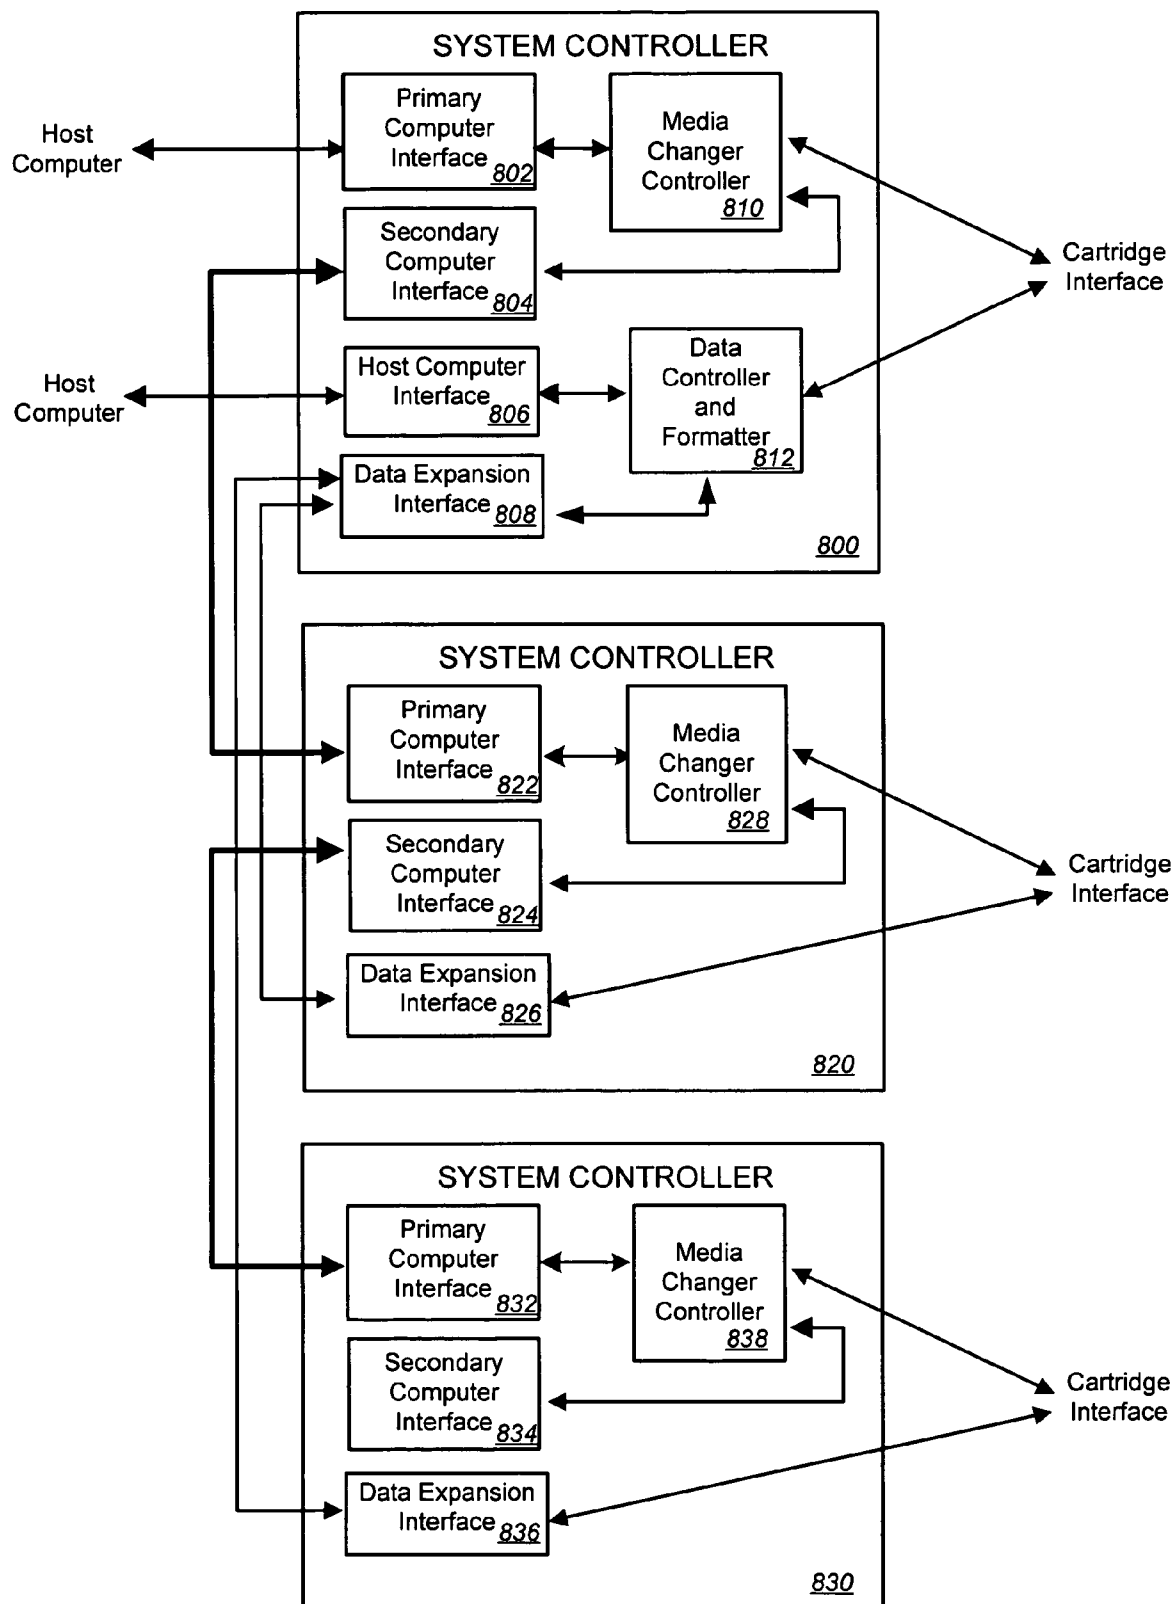 SYSTEM CONTROLLER
Primary
Computer
Interface
802
Media
Changer
Controller
810
Host
Computer
Secondary
Computer
Interface
804
Cartridge
Interface
Host Computer
Interface
806
Data
Controller
and
Formatter
812
Host
Computer
Data Expansion
Interface
808
800
SYSTEM CONTROLLER
Primary
Computer
Interface
822
Media
Changer
Controller
828
Secondary
Computer
Interface
824
Cartridge
Interface
Data Expansion
Interface
826
820
SYSTEM CONTROLLER
Primary
Computer
Interface
832
Media
Changer
Controller
838
Secondary
Computer
Interface
834
Cartridge
Interface
Data Expansion
Interface
836
830